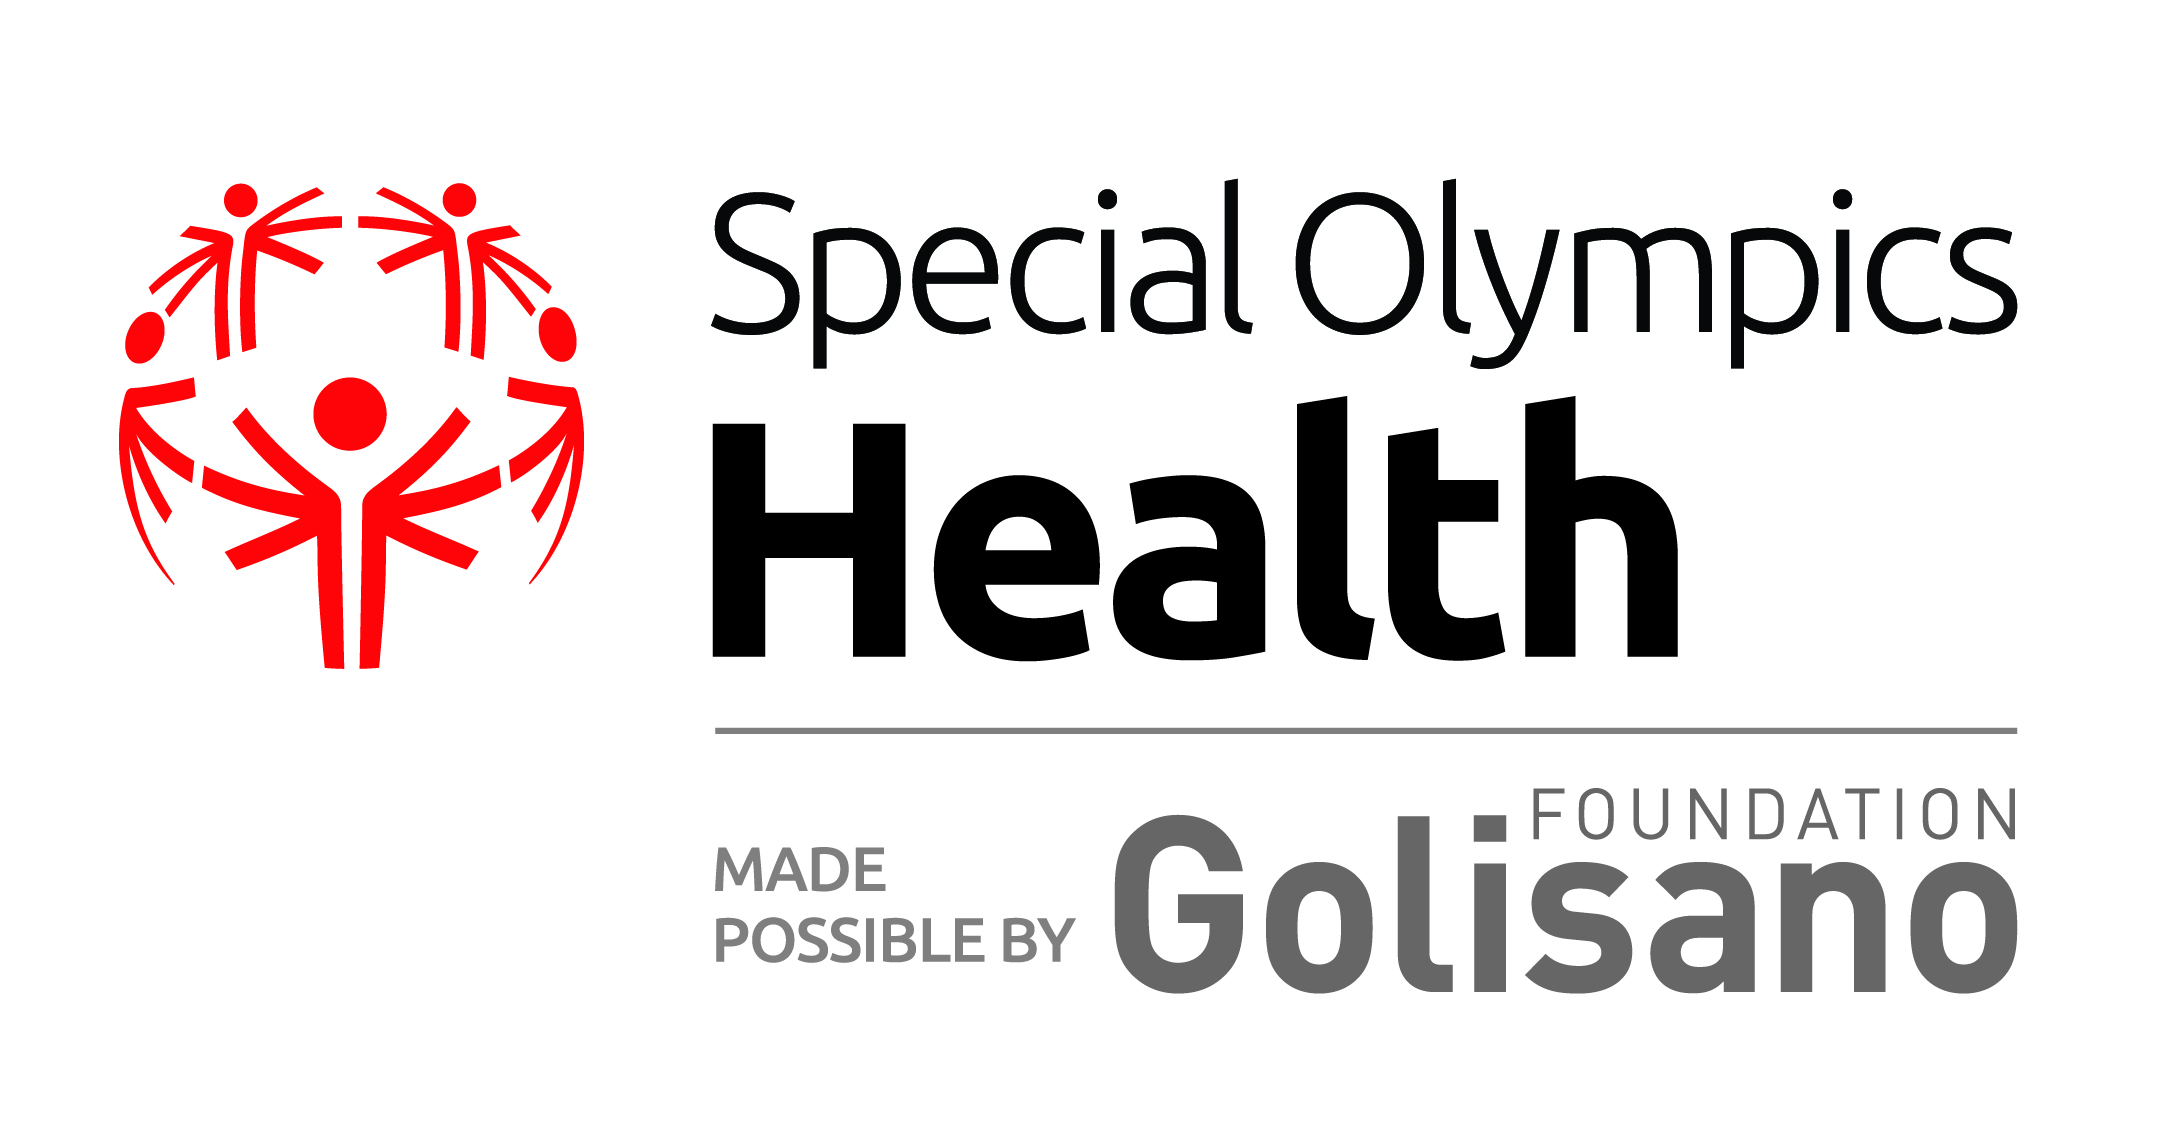 Special Olympics
Health
MADE
POSSIBLE BY
FOUNDATION
Golisano